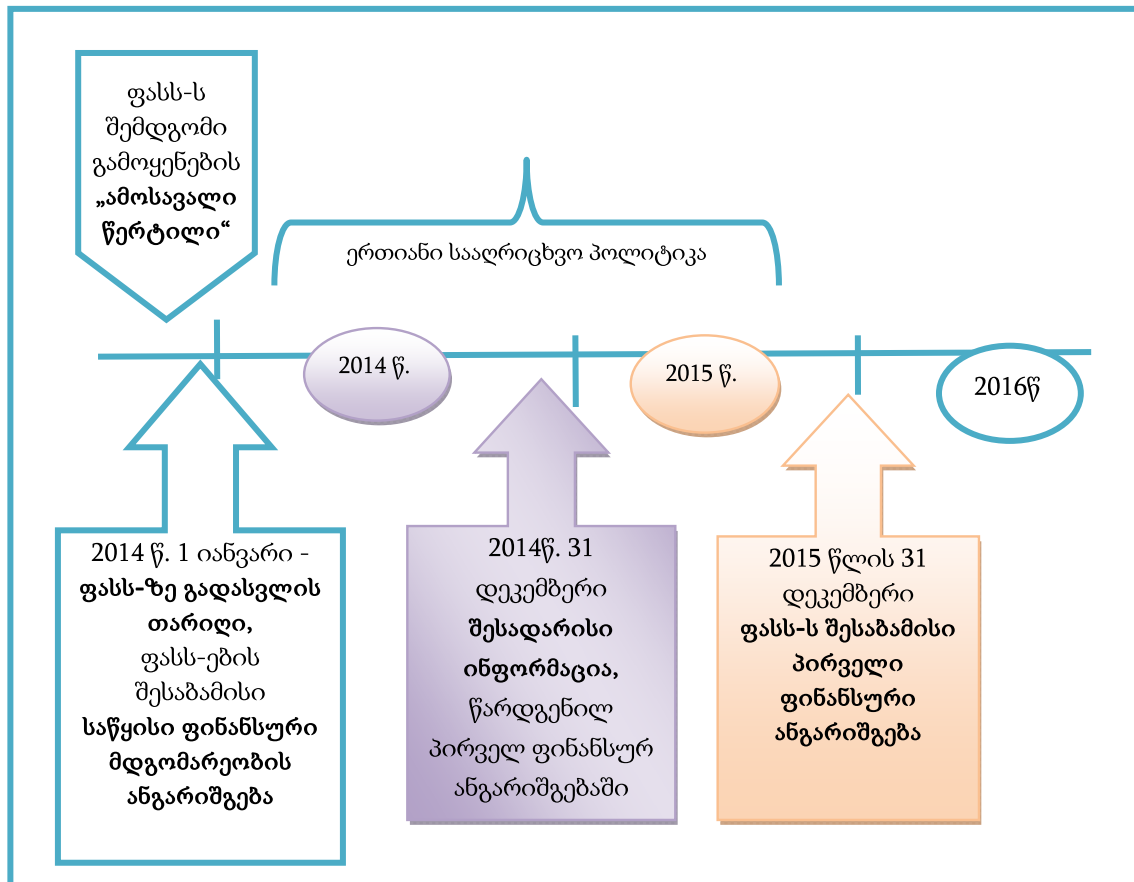 ფასს-ს
შემდგომი
გამოყენების
„ამოსავალი
წერტილი“
ერთიანი სააღრიცხვო პოლიტიკა
2014 წ.
2015 წ.
2016წ
2014 წ. 1 იანვარი -
ფასს-ზე გადასვლის
თარიღი,
ფასს-ების
შესაბამისი
საწყისი ფინანსური
მდგომარეობის
ანგარიშგება
2014წ. 31
დეკემბერი
შესადარისი
ინფორმაცია,
წარდგენილ
პირველ ფინანსურ
ანგარიშგებაში
2015 წლის 31
დეკემბერი
ფასს-ს შესაბამისი
პირველი
ფინანსური
ანგარიშგება